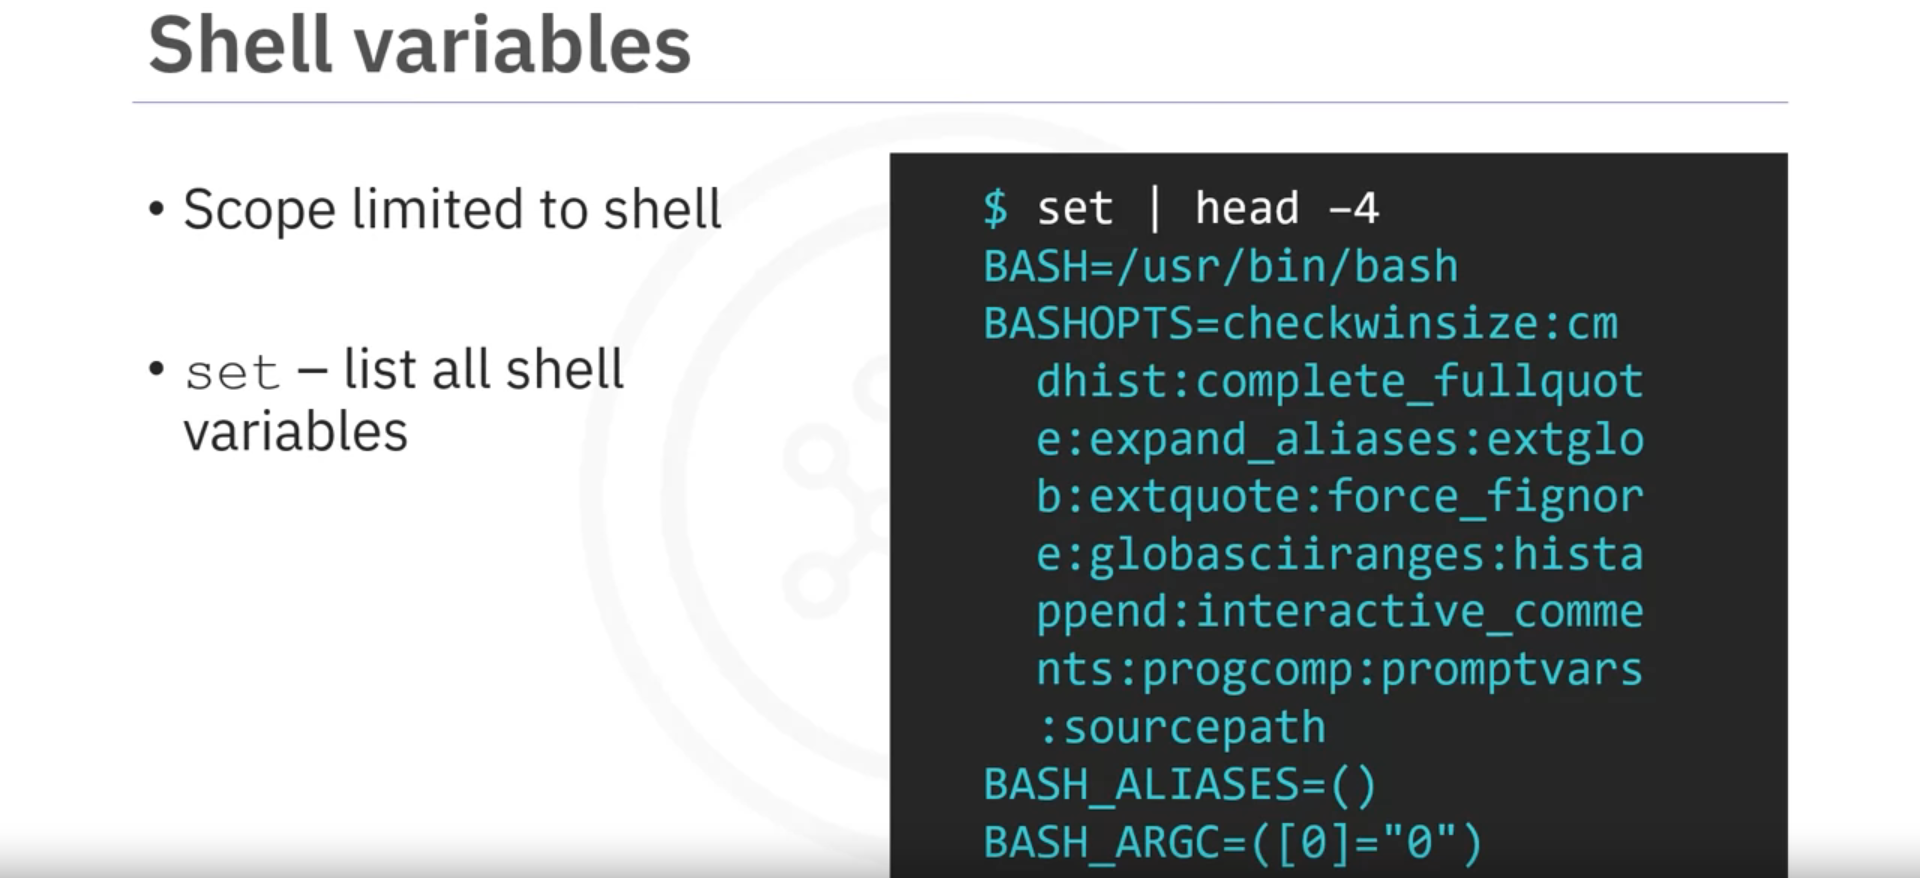 Shell variables
• Scope limited to shell
• set – list all shell
variables
$ set | head –4
BASH=/usr/bin/bash
BASHOPTS=checkwinsize:cm
dhist:complete_fullquot
e:expand_aliases:extglo
b:extquote:force_fignor
e:globasciiranges:hista
ppend:interactive_comme
nts:progcomp:promptvars
:sourcepath
BASH_ALIASES=()
BASH_ARGC=([0]="0")